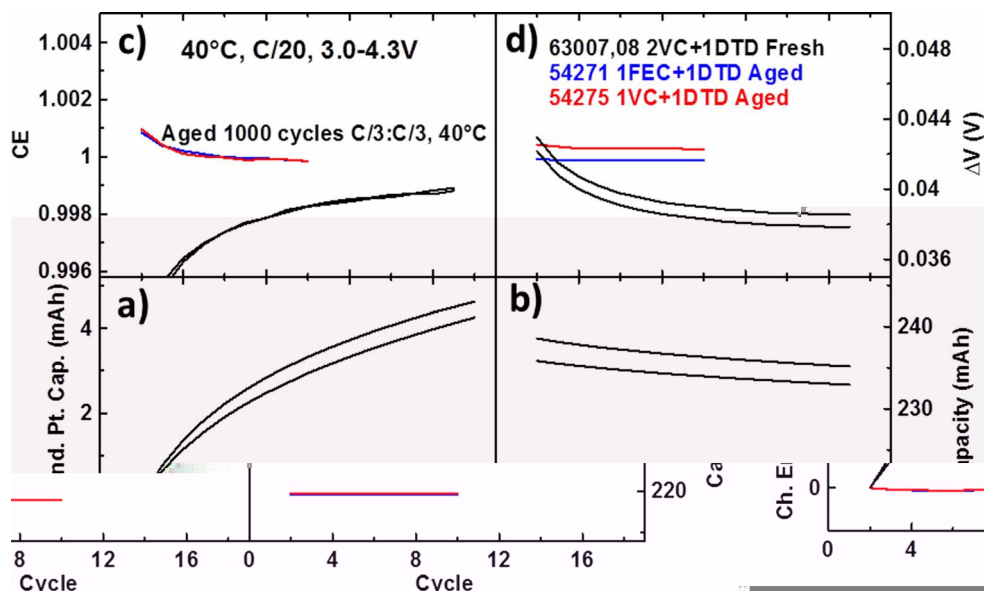 1.004
1.002
1
0.998
0.996
CE
c)
40°C, C/20, 3.0-4.3V
Aged 1000 cycles C/3:C/3, 40°C
d)
63007,08 2VC+1DTD Fresh
54271 1FEC+1DTD Aged
54275 1VC+1DTD Aged
0.048
0.044
0.04
0.036
ΔV (V)
nd. Pt. Cap. (mAh)
4
2
a)
b)
240
230
apacity (mAh)
220
Ca
Ch. E
0
8
12
16
0
4
8
12
16
0
4
Cycle
Cycle